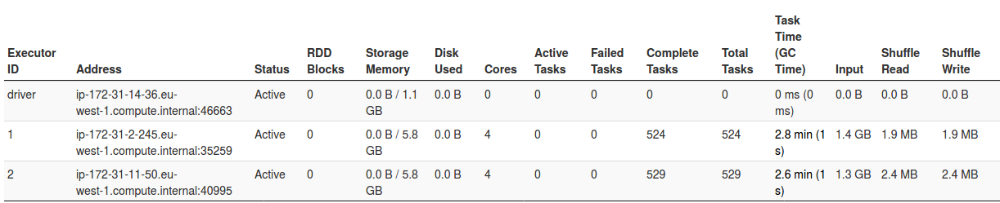 Task
Time
Executor RDD Storage Disk Active Failed Complete Total (GC Shuffle Shuffle
ID Address Status Blocks Memory Used Cores Tasks Tasks Tasks Tasks Time) Input Read Write
driver ip-172-31-14-36.eu- Active 0 0.0 B / 1.1 0.0 B 0 0 0 0 0 0 ms (0 0.0 B 0.0 B 0.0 B
west-1.compute.internal:46663 GB ms)
1 ip-172-31-2-245.eu- Active 0 0.0 B / 5.8 0.0 B 4 0 0 524 524 2.8 min (1 1.4 GB 1.9 MB 1.9 MB
west-1.compute.internal:35259 GB s)
2 ip-172-31-11-50.eu- Active 0 0.0 B / 5.8 0.0 B 4 0 0 529 529 2.6 min (1 1.3 GB 2.4 MB 2.4 MB
west-1.compute.internal:40995 GB s)